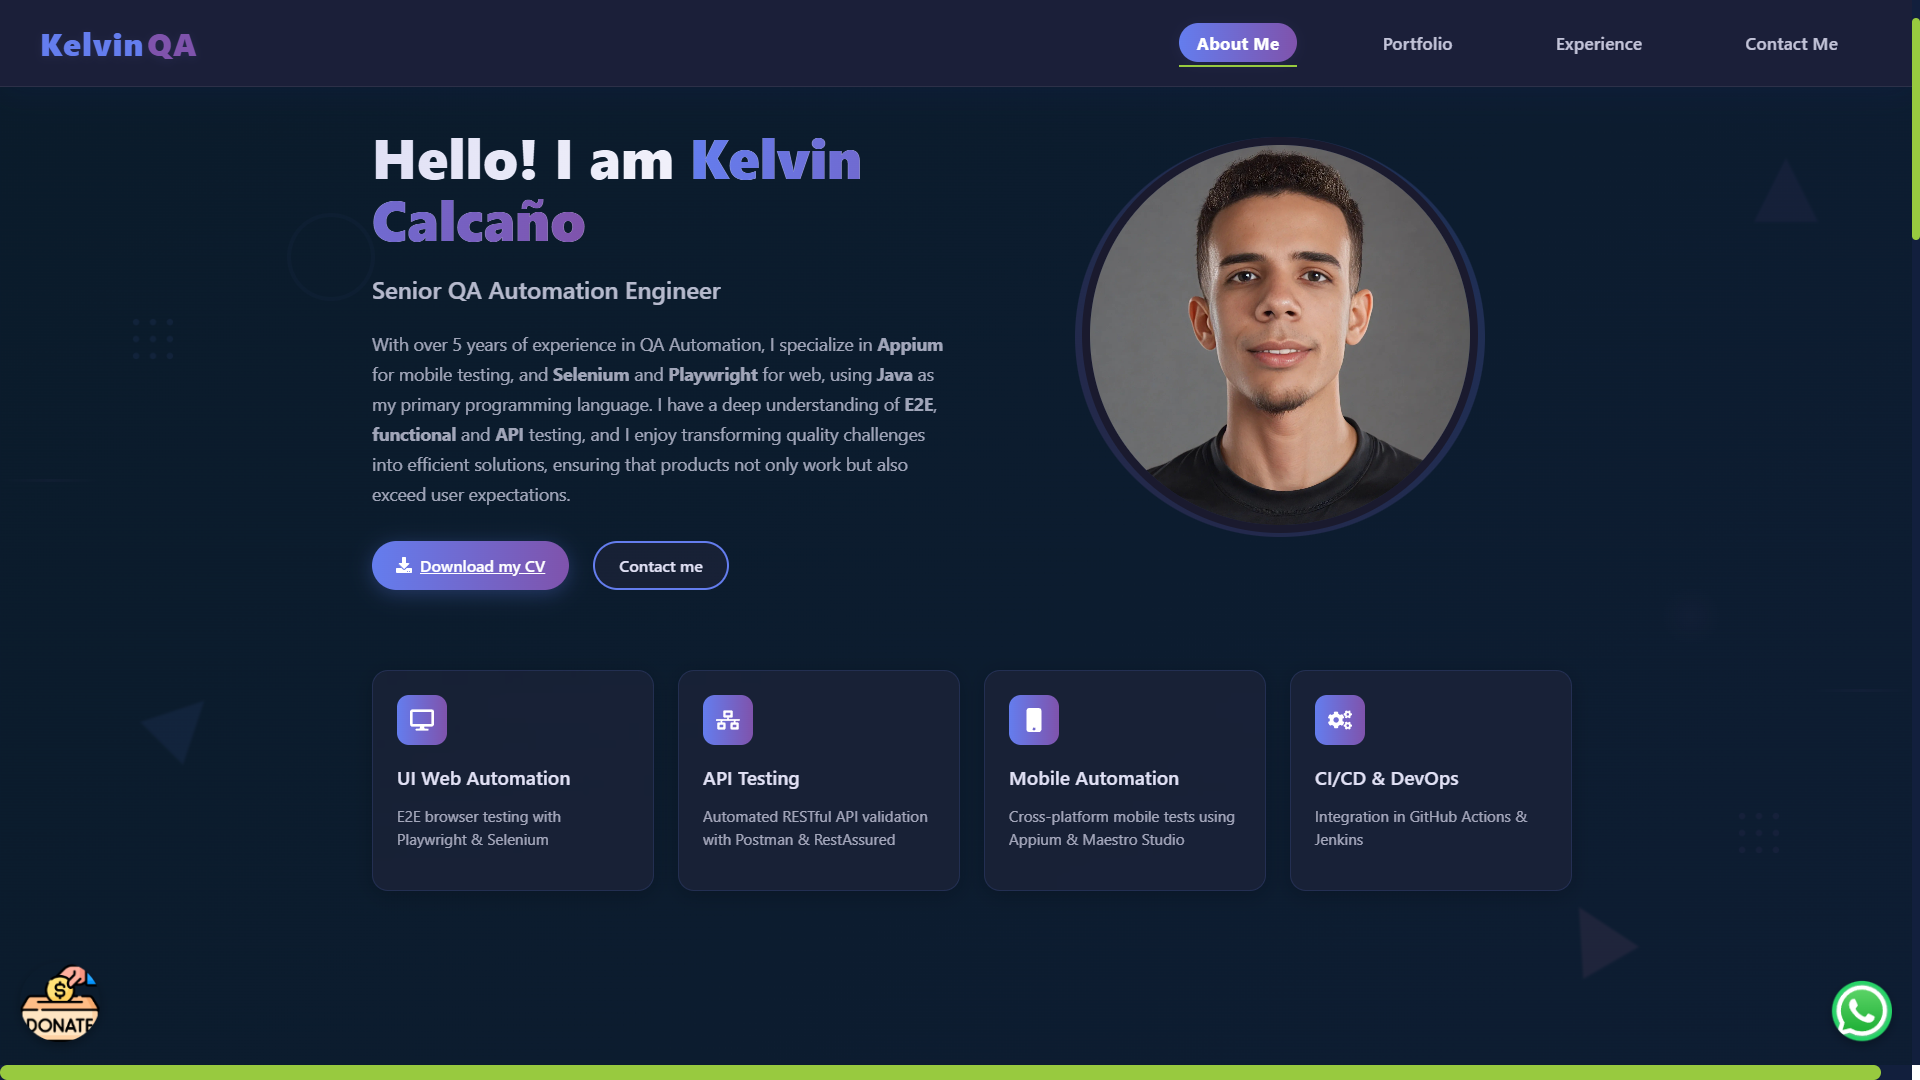 KelvinQA
About Me
Portfolio
Experience
Contact Me
Hello! I am Kelvin
Calcaño
Senior QA Automation Engineer
With over 5 years of experience in QA Automation, I specialize in Appium
for mobile testing, and Selenium and Playwright for web, using Java as
my primary programming language. I have a deep understanding of E2E,
functional and API testing, and I enjoy transforming quality challenges
into efficient solutions, ensuring that products not only work but also
exceed user expectations.
Download my CV
Contact me
UI Web Automation
E2E browser testing with
Playwright & Selenium
API Testing
Automated RESTful API validation
with Postman & RestAssured
Mobile Automation
Cross-platform mobile tests using
Appium & Maestro Studio
CI/CD & DevOps
Integration in GitHub Actions &
Jenkins
$
DONATE